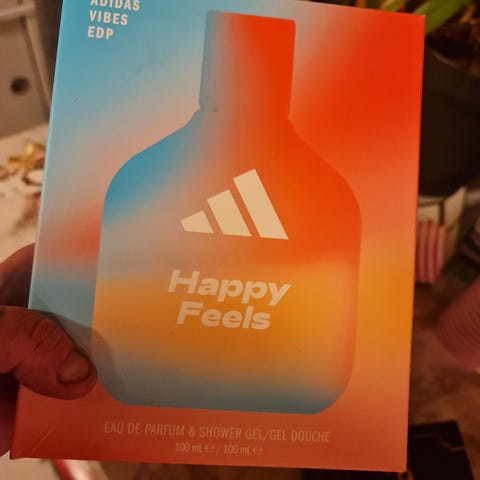 ADIDAS
VIBES
EDP
Happy
Feels
EAU DE PARFUM & SHOWER GEL/GEL DOUCHE
100 ml ℮ / 100 ml ℮